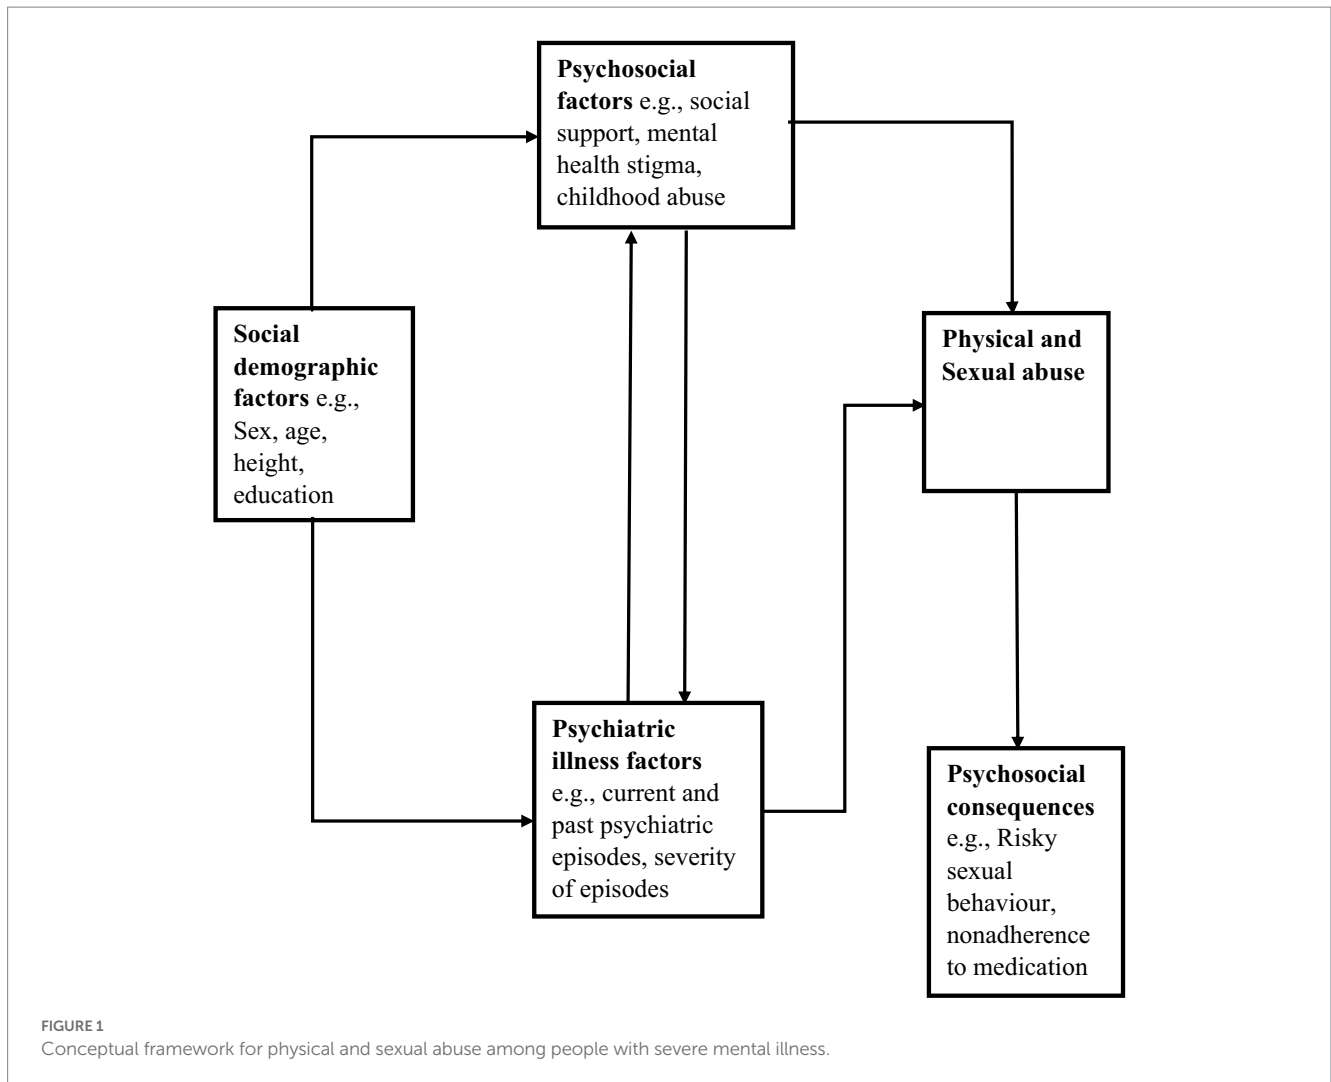 Psychosocial
factors e.g., social
support, mental
health stigma,
childhood abuse
Social
demographic
factors e.g.,
Sex, age,
height,
education
Physical and
Sexual abuse
Psychiatric
illness factors
e.g., current and
past psychiatric
episodes, severity
of episodes
Psychosocial
consequences
e.g., Risky
sexual
behaviour,
nonadherence
to medication
FIGURE 1
Conceptual framework for physical and sexual abuse among people with severe mental illness.